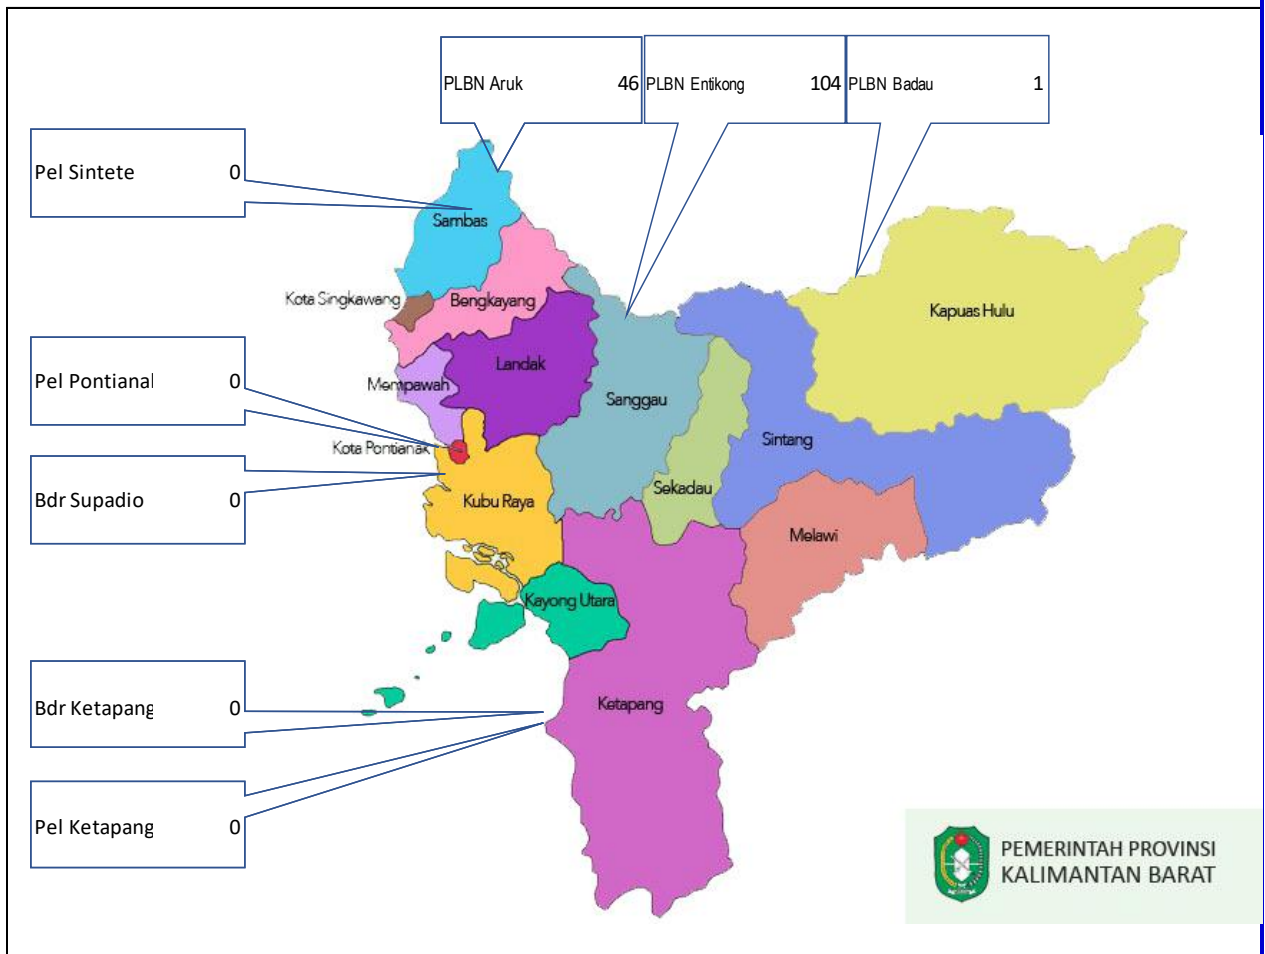 PLBN Aruk 46
PLBN Entikong 104
PLBN Badau 1
Pel Sintete 0
Sambas
Kota Singkawang
Bengkayang
Kapuas Hulu
Landak
Pel Pontianal 0
Mempawah
Sanggau
Kota Pontianak
Sintang
Bdr Supadio 0
Kubu Raya
Sekadau
Melawi
Kayong Utara
Bdr Ketapang 0
Ketapang
Pel Ketapang 0
PEMERINTAH PROVINSI
KALIMANTAN BARAT